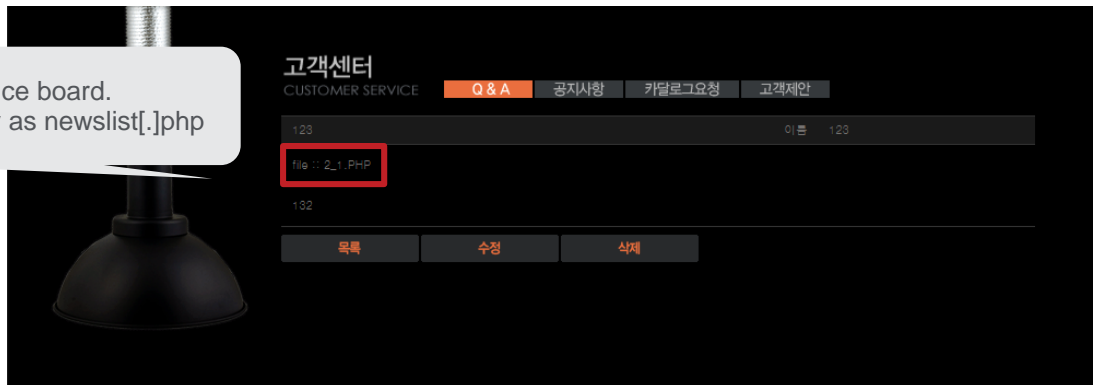 ce board.
as newslist[.]php
고객센터
CUSTOMER SERVICE
Q & A 공지사항 카달로그요청 고객제안
123 이름 123
file :: 2_1.PHP
132
목록 수정 삭제